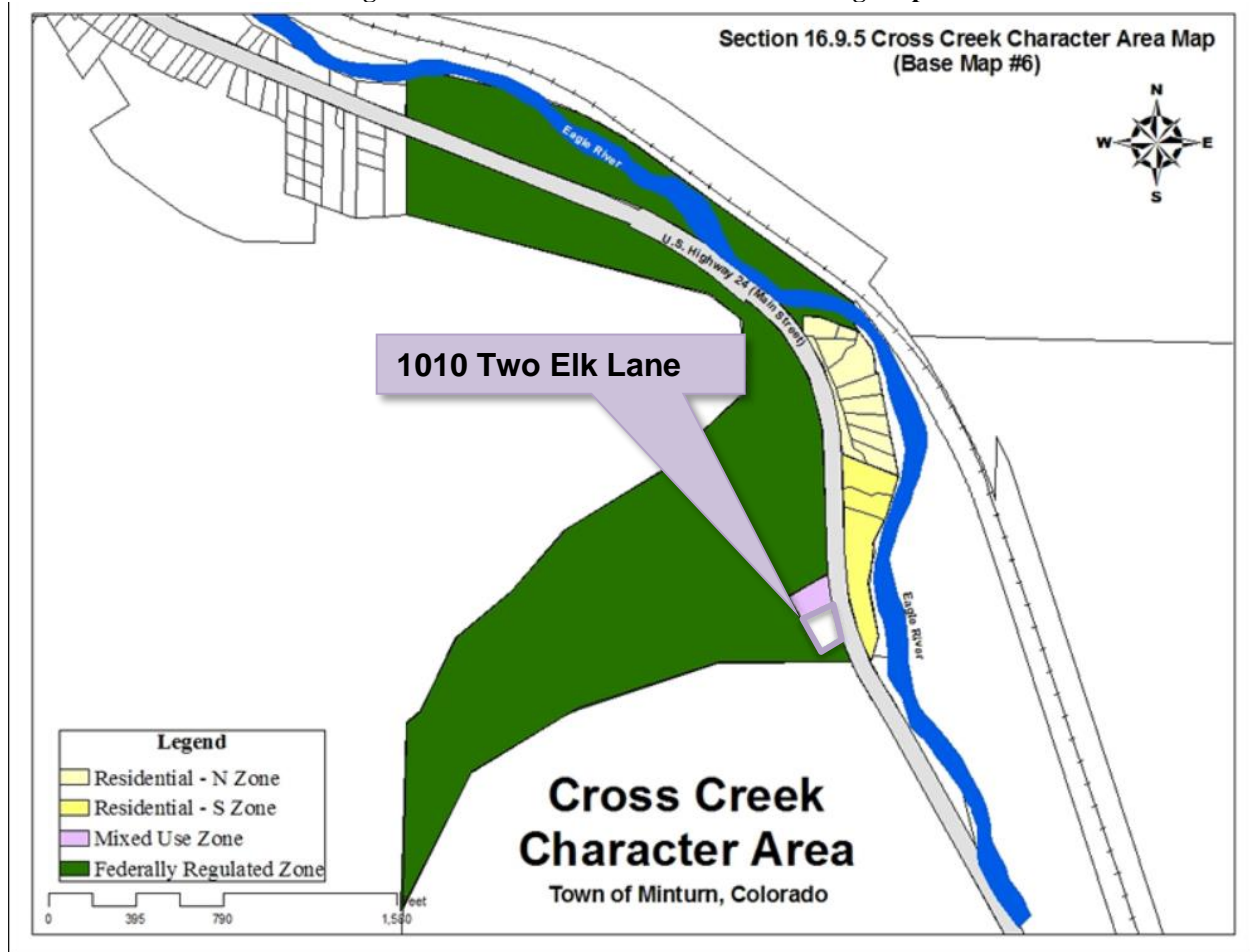 Section 16.9.5 Cross Creek Character Area Map
(Base Map #6)
N
W
E
S
Eagle River
U.S. Highway 24 (Main Street)
1010 Two Elk Lane
Eagle River
Legend
Residential - N Zone
Residential - S Zone
Mixed Use Zone
Federally Regulated Zone
eet
0
395
790
1,580
Cross Creek
Character Area
Town of Minturn, Colorado